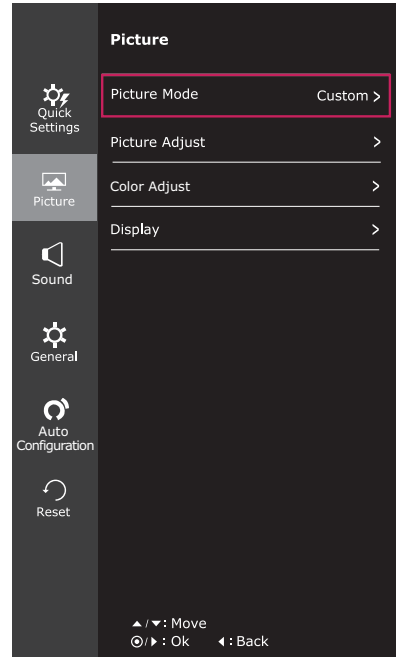 Picture
Picture Mode Custom >
Picture Adjust >
Color Adjust >
Display >
Quick
Settings
Picture
Sound
General
Auto
Configuration
Reset
▲/▼: Move
◉/▶: Ok ◀: Back